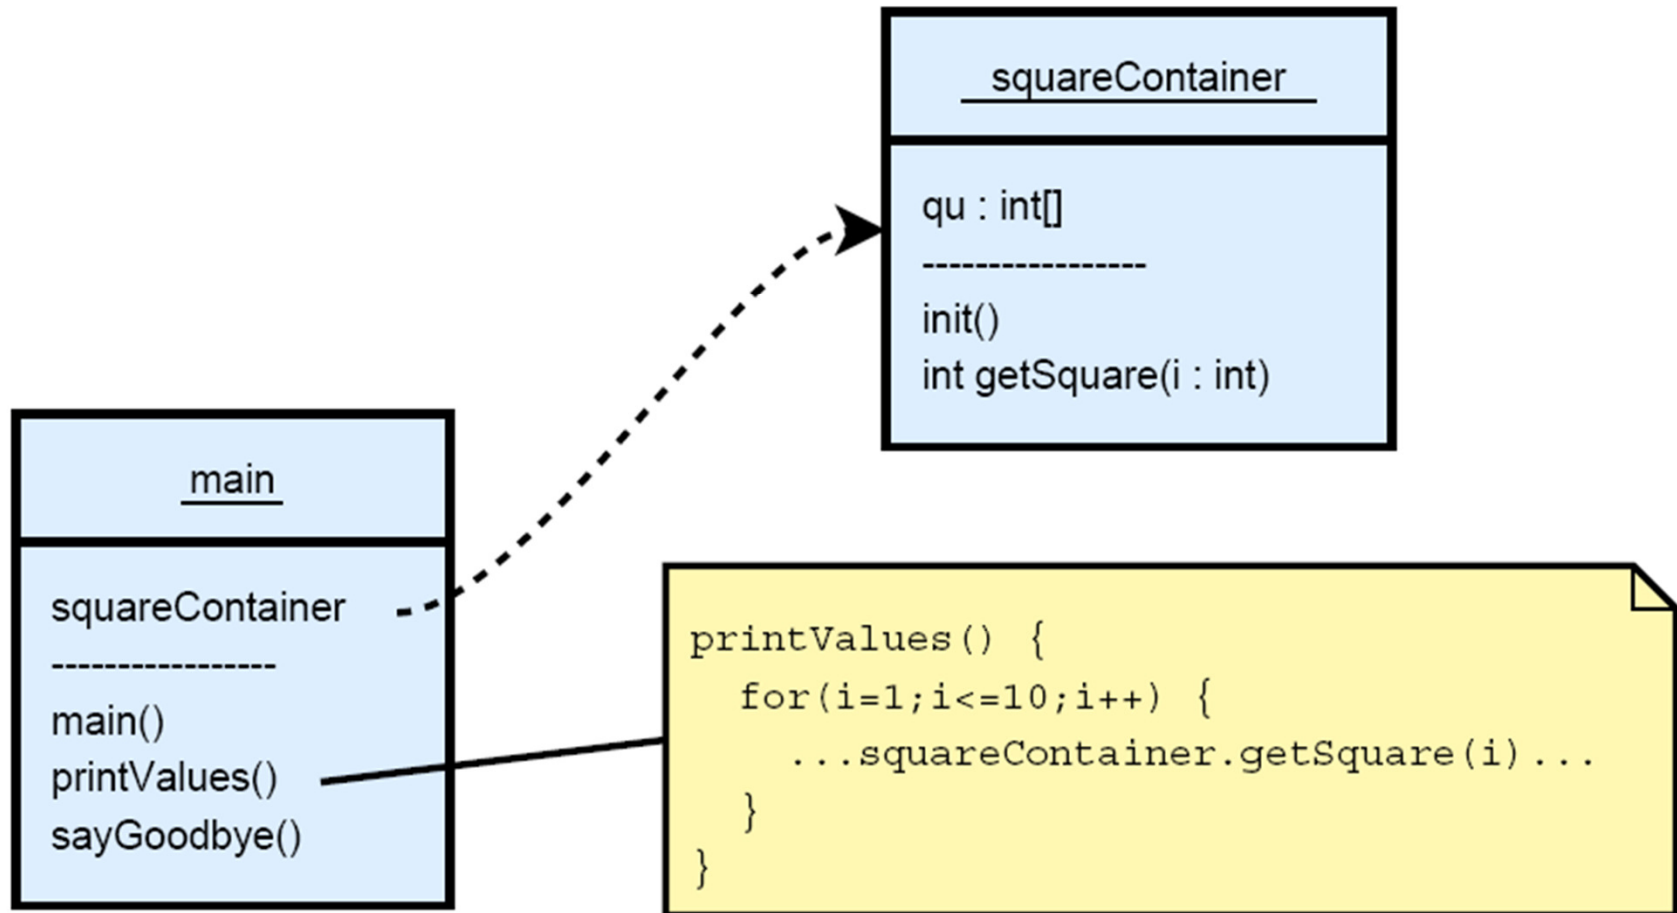 squareContainer
qu : int[]
-----------------
init()
int getSquare(i : int)
main
squareContainer
-----------------
main()
printValues()
sayGoodbye()
printValues() {
for(i=1;i<=10;i++) {
...squareContainer.getSquare(i)...
}
}